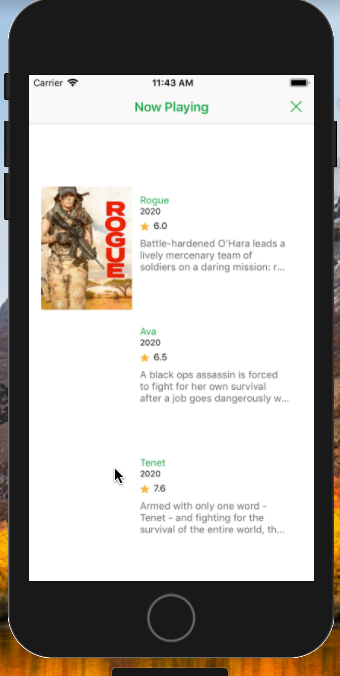 Carrier
11:43 AM
Now Playing
ROGUE
Rogue
2020
6.0
Battle-hardened O'Hara leads a
lively mercenary team of
soldiers on a daring mission: r...
Ava
2020
6.5
A black ops assassin is forced
to fight for her own survival
after a job goes dangerously w...
Tenet
2020
7.6
Armed with only one word -
Tenet - and fighting for the
survival of the entire world, th...